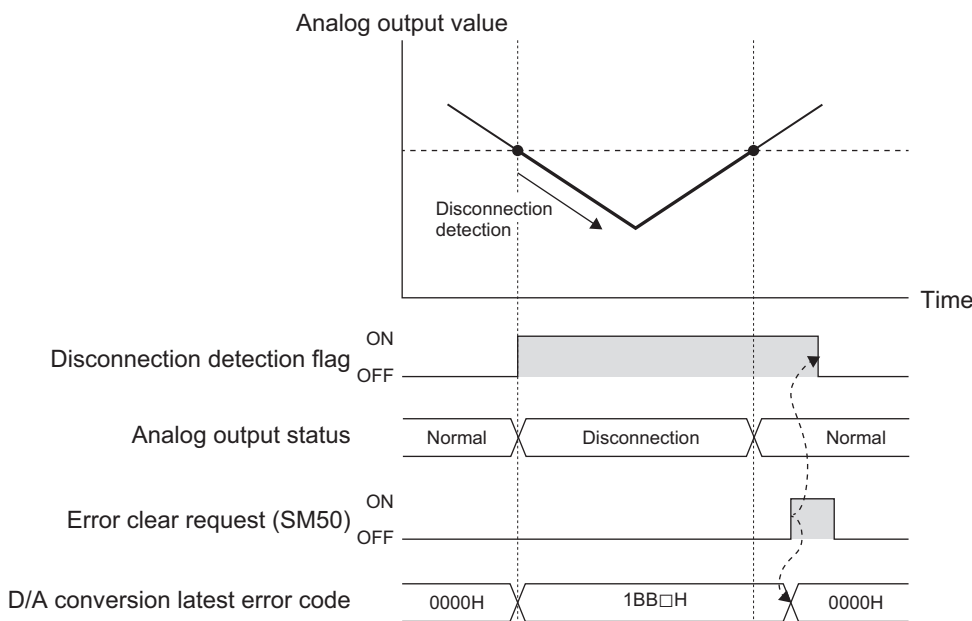 Analog output value
Disconnection
detection
Time
Disconnection detection flag
ON
OFF
Analog output status
Normal
Disconnection
Normal
Error clear request (SM50)
ON
OFF
D/A conversion latest error code
0000H
1BB□H
0000H